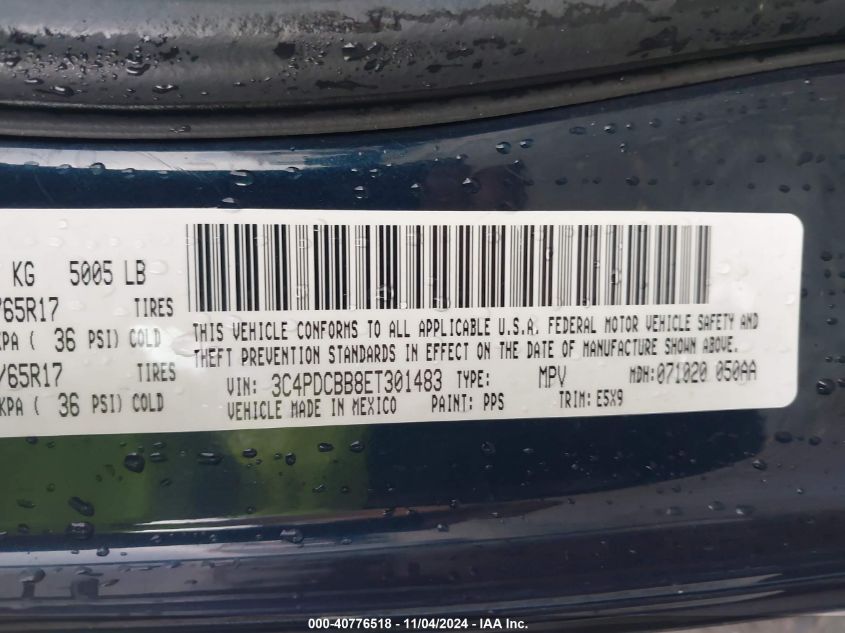 KG 5005 LB
/65R17 TIRES
KPA ( 36 PSI) COLD
/65R17 TIRES
KPA ( 36 PSI) COLD
THIS VEHICLE CONFORMS TO ALL APPLICABLE U.S.A. FEDERAL MOTOR VEHICLE SAFETY AND
THEFT PREVENTION STANDARDS IN EFFECT ON THE DATE OF MANUFACTURE SHOWN ABOVE.
VIN: 3C4PDCBB8ET301483 TYPE: MPV MDH:071020 050AA
VEHICLE MADE IN MEXICO PAINT: PPS TRIM: E5X9
000-40776518 - 11/04/2024 - IAA Inc.